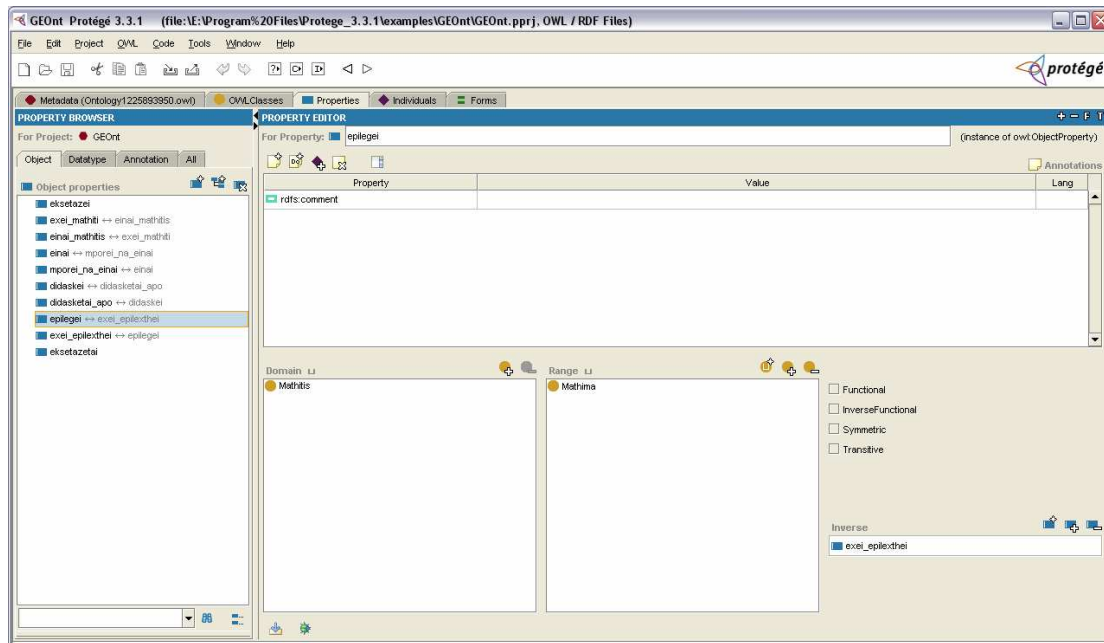 GEOnt Protégé 3.3.1 (file:\E:\Program%20Files\Protege_3.3.1\examples\GEOnt\GEOnt.pprj, OWL / RDF Files)
File Edit Project OWL Code Tools Window Help
protégé
Metadata (Ontology1225893950.owl) OWLClasses Properties Individuals Forms
PROPERTY BROWSER
For Project: GEOnt
Object Datatype Annotation All
Object properties
eksetazei
exei_mathiti ↔ einai_mathitis
einai_mathitis ↔ exei_mathiti
einai ↔ mporei_na_einai
mporei_na_einai ↔ einai
didaskei ↔ didasketai_apo
didasketai_apo ↔ didaskei
epilegei ↔ exei_epilexthei
exei_epilexthei ↔ epilegei
eksetazetai
PROPERTY EDITOR
+ − F T
For Property: epilegei (instance of owl:ObjectProperty)
Annotations
Property Value Lang
rdfs:comment
Domain ⊔
Mathitis
Range ⊔
Mathima
Functional
InverseFunctional
Symmetric
Transitive
Inverse
exei_epilexthei